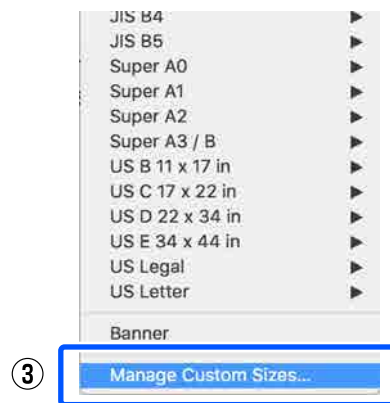 JIS B4
JIS B5
Super A0
Super A1
Super A2
Super A3 / B
US B 11 x 17 in
US C 17 x 22 in
US D 22 x 34 in
US E 34 x 44 in
US Legal
US Letter
Banner
③ Manage Custom Sizes...